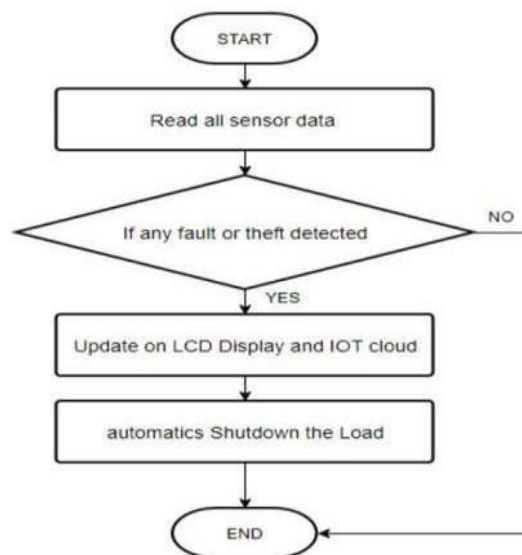 START
Read all sensor data
If any fault or theft detected
NO
YES
Update on LCD Display and IOT cloud
automatics Shutdown the Load
END